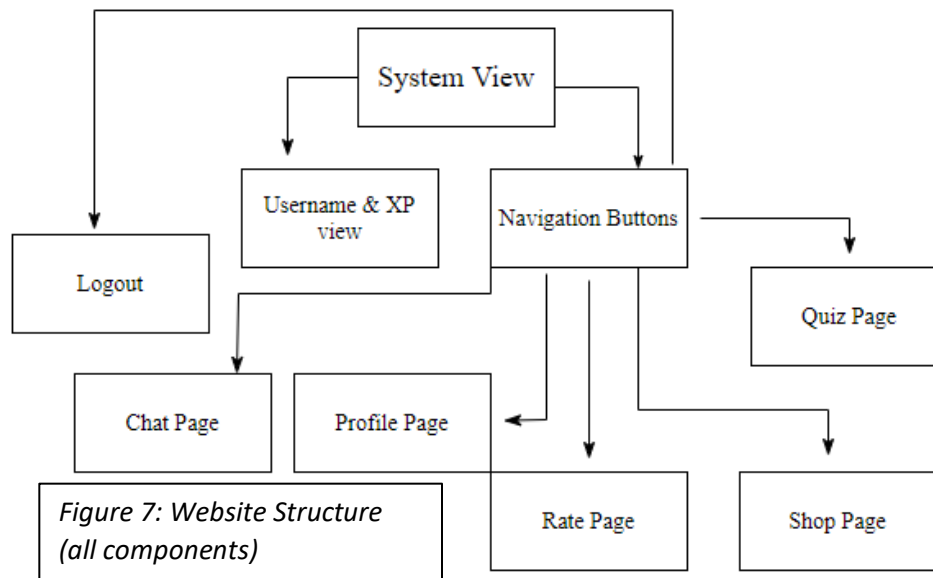 System View
Username & XP
view
Navigation Buttons
Logout
Quiz Page
Chat Page
Profile Page
Rate Page
Shop Page
Figure 7: Website Structure
(all components)